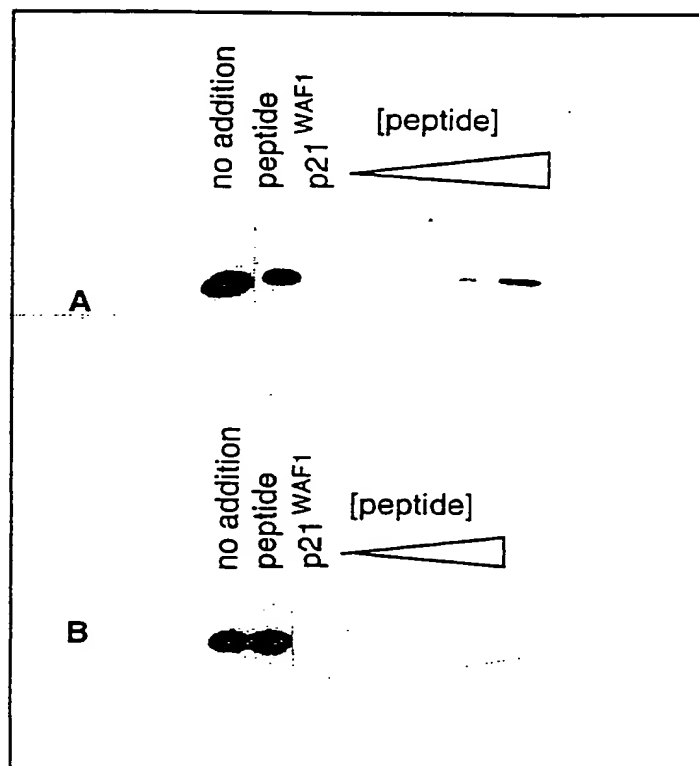 no addition
peptide
p21 WAF1
[peptide]
A
no addition
peptide
p21 WAF1
[peptide]
B